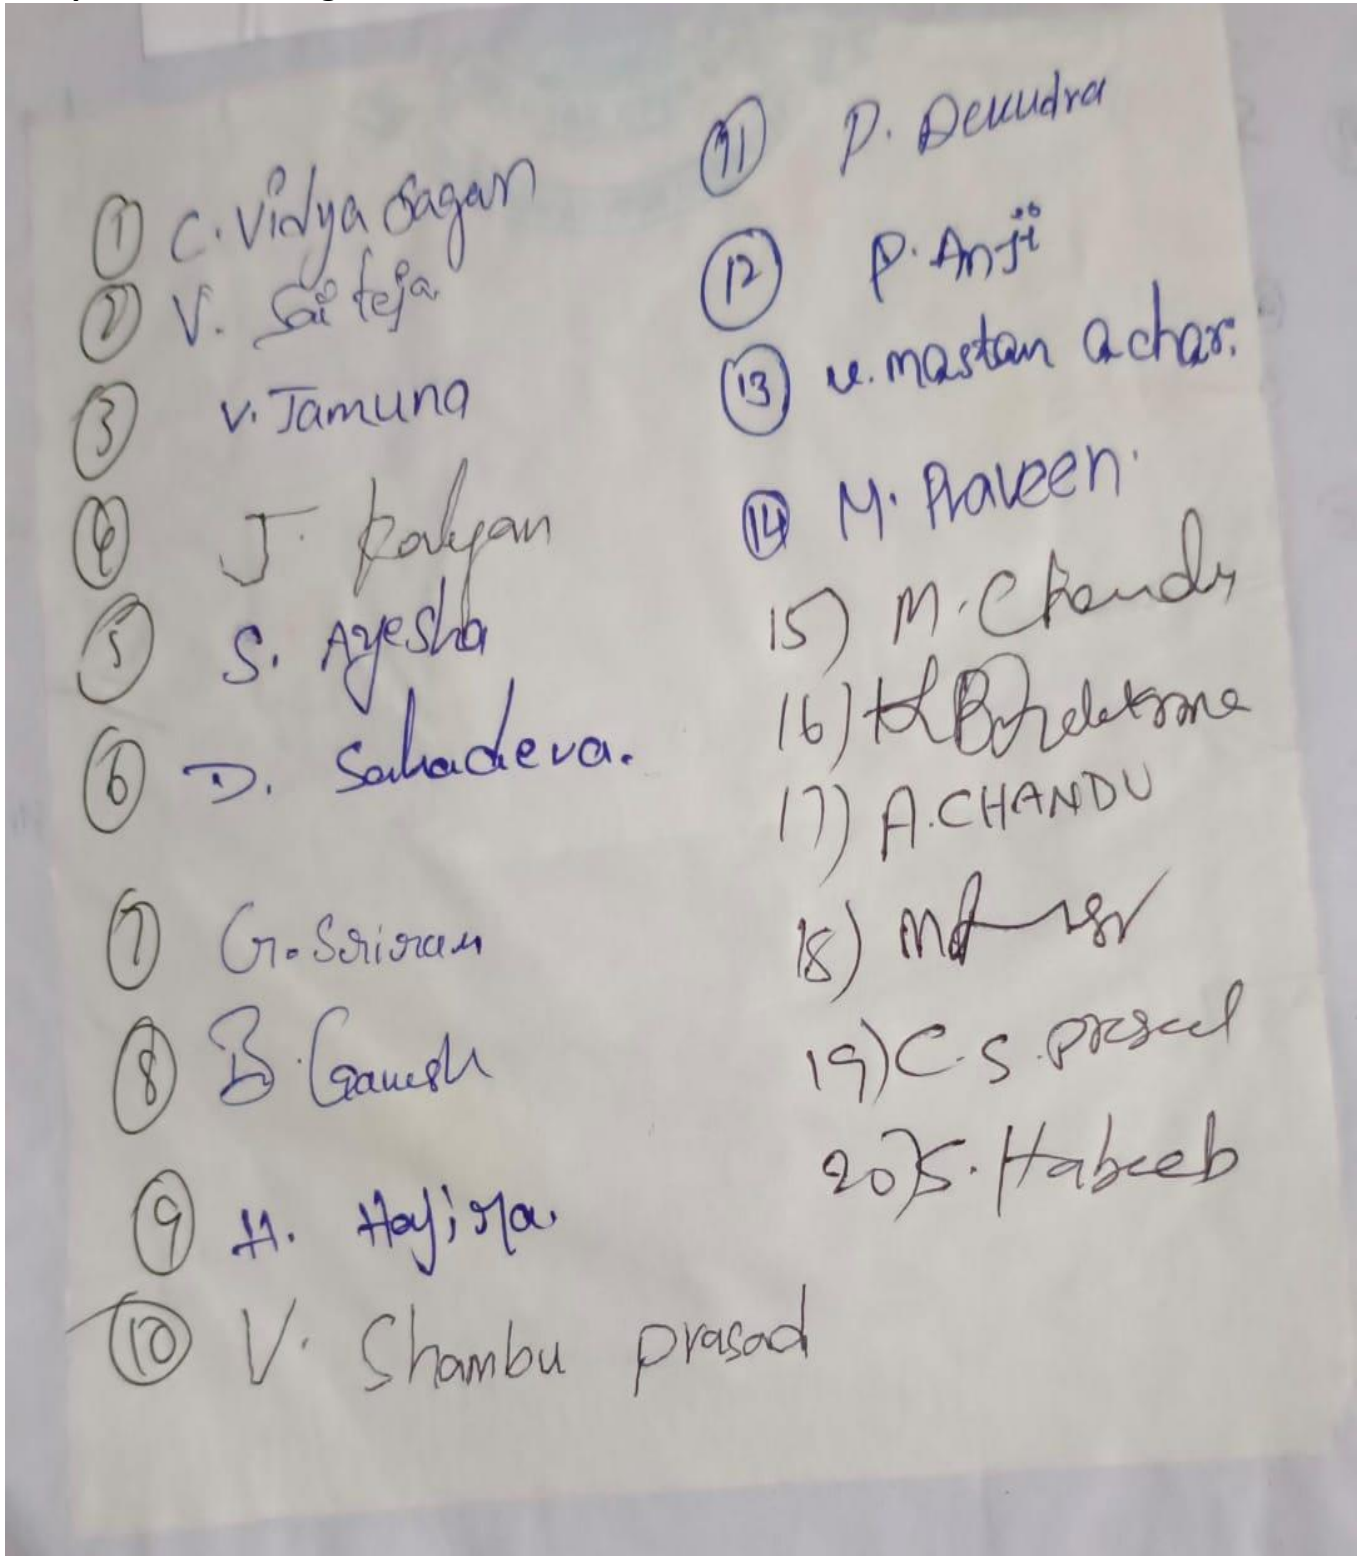 ① C. Vidya Sagar
② V. Sai teja
③ V. Jamuna
④ J. Kalyan
⑤ S. Ayesha
⑥ D. Sahadeva.
⑦ G. Sriram
⑧ B. Ganesh
⑨ H. Hajira.
⑩ V. Shambu prasad
⑪ P. Devendra
⑫ P. Anji
⑬ V. mastan achar.
⑭ M. Praveen.
15) M. Chandu
16)
17) A. CHANDU
18)
19) C. S. prasad
20) S. Habeeb